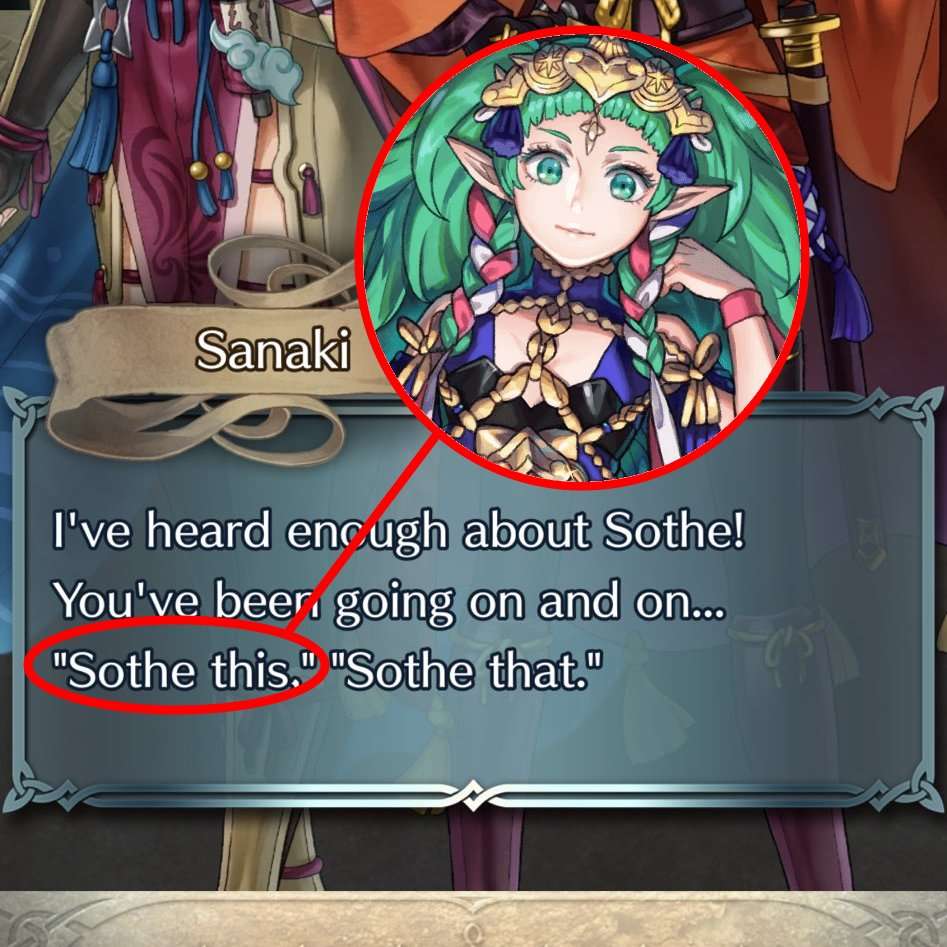 Sanaki
I've heard enough about Sothe!
You've been going on and on...
"Sothe this." "Sothe that."